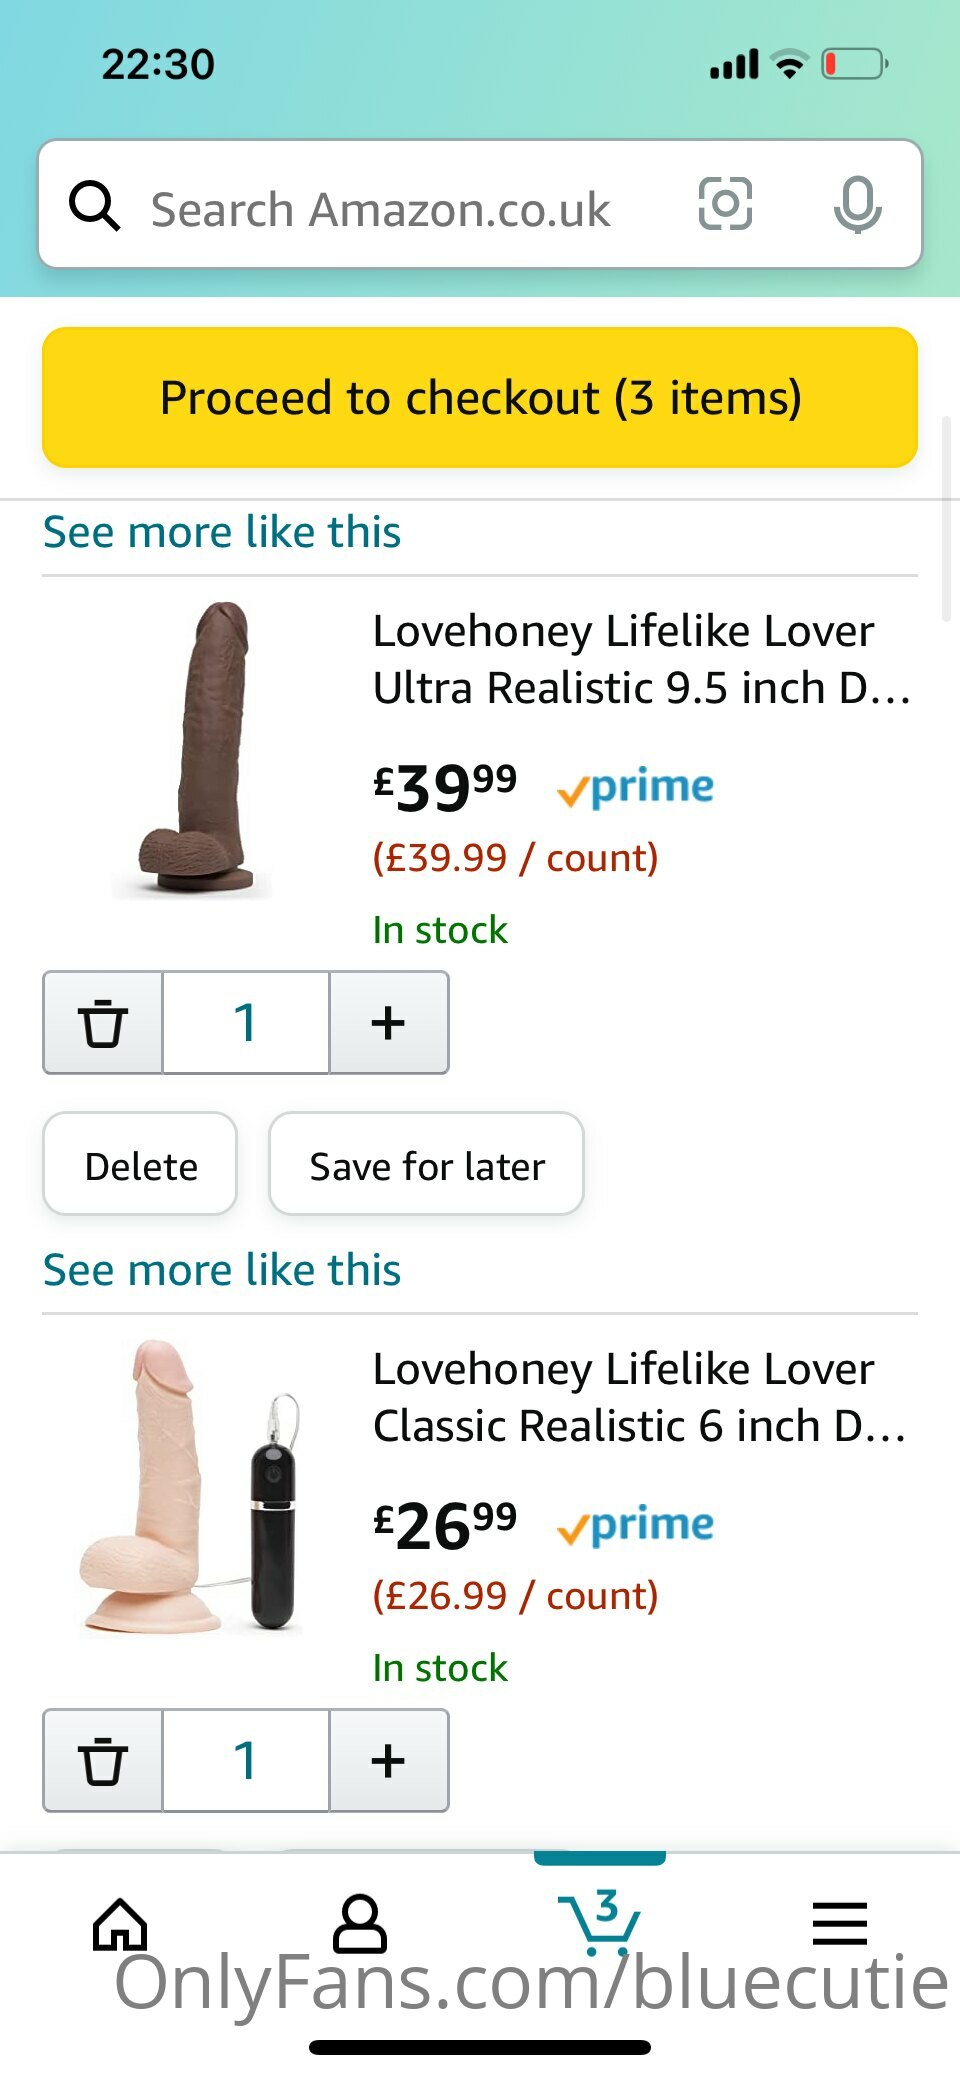 22:30
Search Amazon.co.uk
Proceed to checkout (3 items)
See more like this
Lovehoney Lifelike Lover
Ultra Realistic 9.5 inch D...
£39.99 prime
(£39.99 / count)
In stock
1 +
Delete Save for later
See more like this
Lovehoney Lifelike Lover
Classic Realistic 6 inch D...
£26.99 prime
(£26.99 / count)
In stock
1 +
3
OnlyFans.com/bluecutie